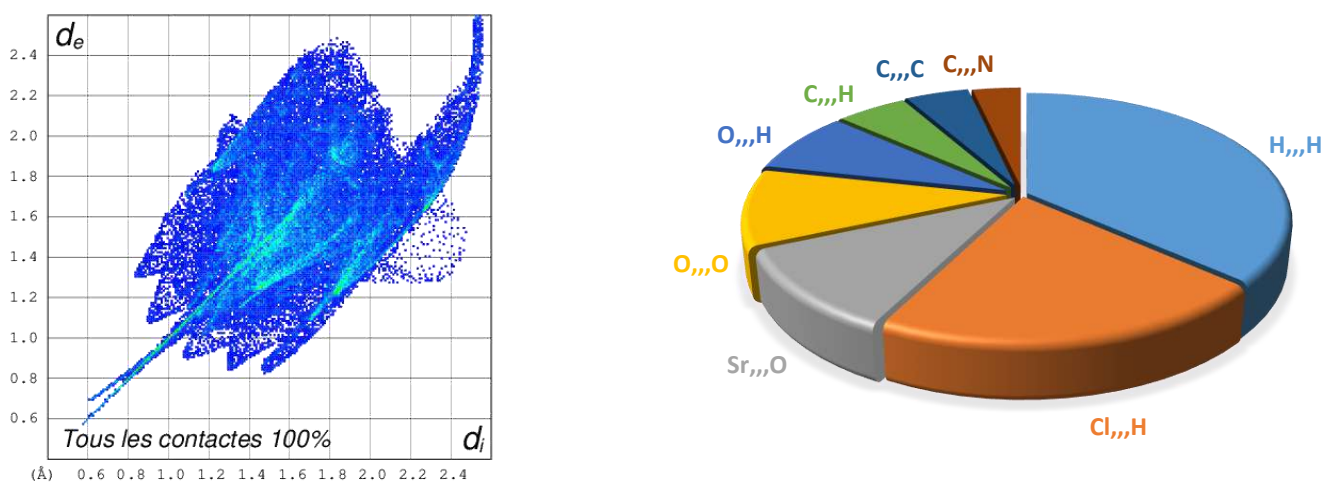 d_e
2.4
2.2
2.0
1.8
1.6
1.4
1.2
1.0
0.8
0.6
Tous les contactes 100%
d_i
(Å) 0.6 0.8 1.0 1.2 1.4 1.6 1.8 2.0 2.2 2.4
C,,,N
C,,,C
C,,,H
O,,,H
H,,,H
O,,,O
Sr,,,O
Cl,,,H